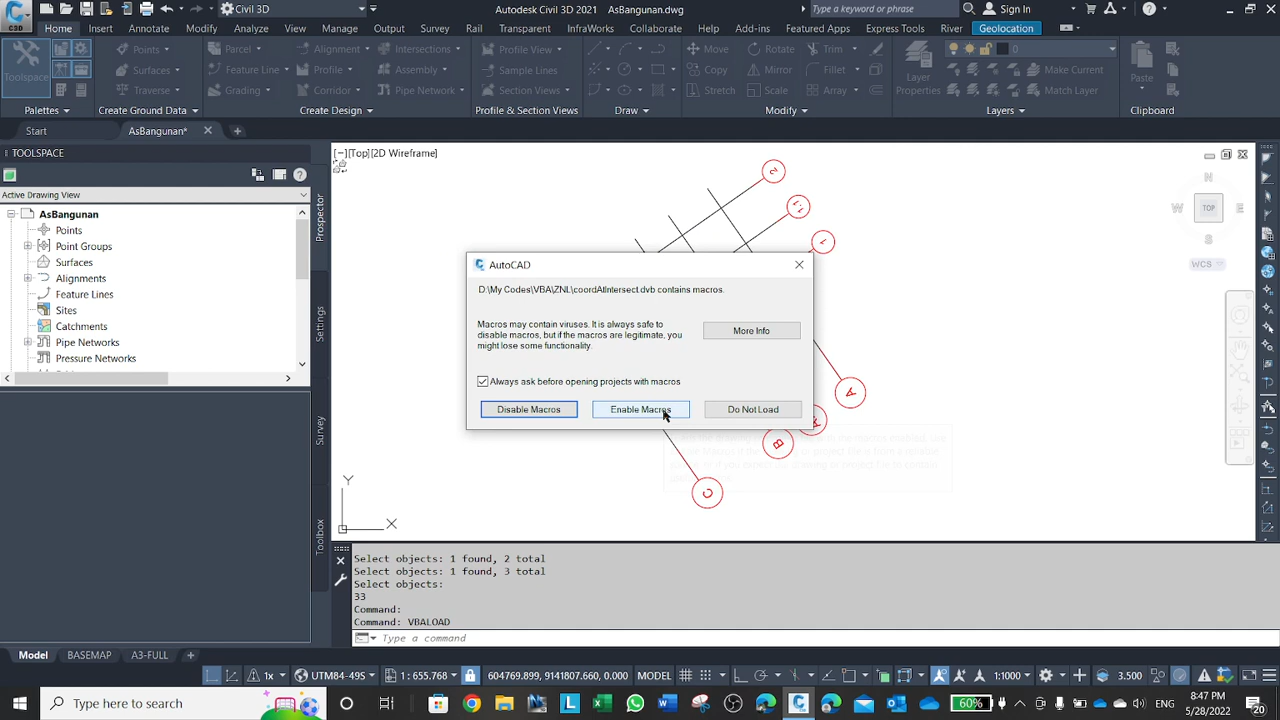 C3D
Civil 3D
Autodesk Civil 3D 2021 AsBangunan.dwg
Type a keyword or phrase
Sign In
Home Insert Annotate Modify Analyze View Manage Output Survey Rail Transparent InfraWorks Collaborate Help Add-ins Featured Apps Express Tools River Geolocation
Toolspace
Points
Surfaces
Traverse
Parcel
Feature Line
Grading
Alignment
Profile
Corridor
Intersections
Assembly
Pipe Network
Profile View
Sample Lines
Section Views
Move
Copy
Stretch
Rotate
Mirror
Scale
Trim
Fillet
Array
Layer
Properties
0
Make Current
Match Layer
Paste
Palettes Create Ground Data Create Design Profile & Section Views Draw Modify Layers Clipboard
Start AsBangunan*
TOOLSPACE
Active Drawing View
AsBangunan
Points
Point Groups
Surfaces
Alignments
Feature Lines
Sites
Catchments
Pipe Networks
Pressure Networks
Prospector
Settings
Survey
Toolbox
[–][Top][2D Wireframe]
2
1.1
1
A
B
C
N
W TOP E
S
WCS
AutoCAD
D:\My Codes\VBA\ZNL\coordAtIntersect.dvb contains macros.
Macros may contain viruses. It is always safe to
disable macros, but if the macros are legitimate, you
might lose some functionality.
More Info
Always ask before opening projects with macros
Disable Macros Enable Macros Do Not Load
Y
X
Select objects: 1 found, 2 total
Select objects: 1 found, 3 total
Select objects:
33
Command:
Command: VBALOAD
Type a command
Model BASEMAP A3-FULL
1x UTM84-49S 1: 655.768 604769.899, 9141807.660, 0.000 MODEL 1:1000 3.500
Type here to search
60%
8:47 PM
5/28/2022
20